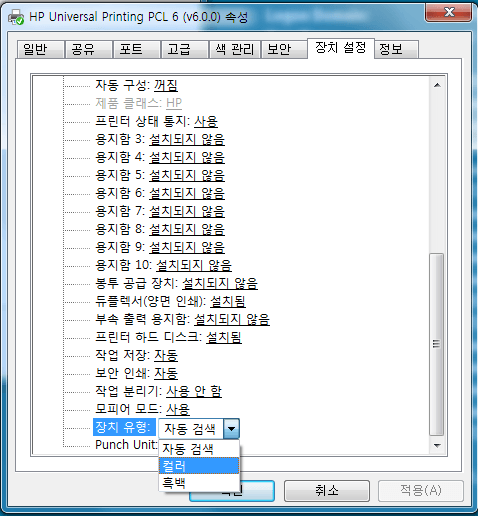 HP Universal Printing PCL 6 (v6.0.0) 속성
일반 공유 포트 고급 색 관리 보안 장치 설정 정보
자동 구성: 꺼짐
제품 클래스: HP
프린터 상태 통지: 사용
용지함 3: 설치되지 않음
용지함 4: 설치되지 않음
용지함 5: 설치되지 않음
용지함 6: 설치되지 않음
용지함 7: 설치되지 않음
용지함 8: 설치되지 않음
용지함 9: 설치되지 않음
용지함 10: 설치되지 않음
봉투 공급 장치: 설치되지 않음
듀플렉서(양면 인쇄): 설치됨
부속 출력 용지함: 설치되지 않음
프린터 하드 디스크: 설치됨
작업 저장: 자동
보안 인쇄: 자동
작업 분리기: 사용 안 함
모피어 모드: 사용
장치 유형: 자동 검색
Punch Unit: 자동 검색
컬러
흑백
취소 적용(A)